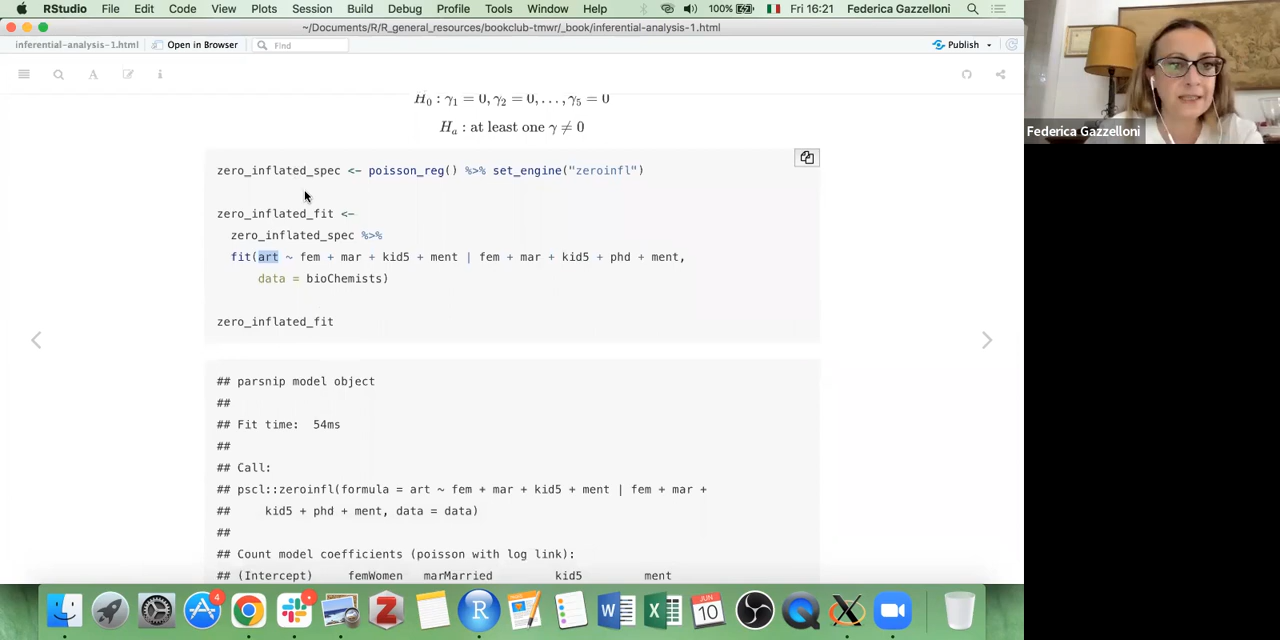 RStudio File Edit Code View Plots Session Build Debug Profile Tools Window Help 100% Fri 16:21 Federica Gazzelloni
~/Documents/R/R_general_resources/bookclub-tmwr/_book/inferential-analysis-1.html
inferential-analysis-1.html Open in Browser Find Publish
H₀ : γ₁ = 0, γ₂ = 0, …, γ₅ = 0
Hₐ : at least one γ ≠ 0
Federica Gazzelloni
zero_inflated_spec <- poisson_reg() %>% set_engine("zeroinfl")
zero_inflated_fit <-
zero_inflated_spec %>%
fit(art ~ fem + mar + kid5 + ment | fem + mar + kid5 + phd + ment,
data = bioChemists)
zero_inflated_fit
## parsnip model object
##
## Fit time:  54ms
##
## Call:
## pscl::zeroinfl(formula = art ~ fem + mar + kid5 + ment | fem + mar +
##     kid5 + phd + ment, data = data)
##
## Count model coefficients (poisson with log link):
## (Intercept)     femWomen   marMarried         kid5         ment
4
JUN
10